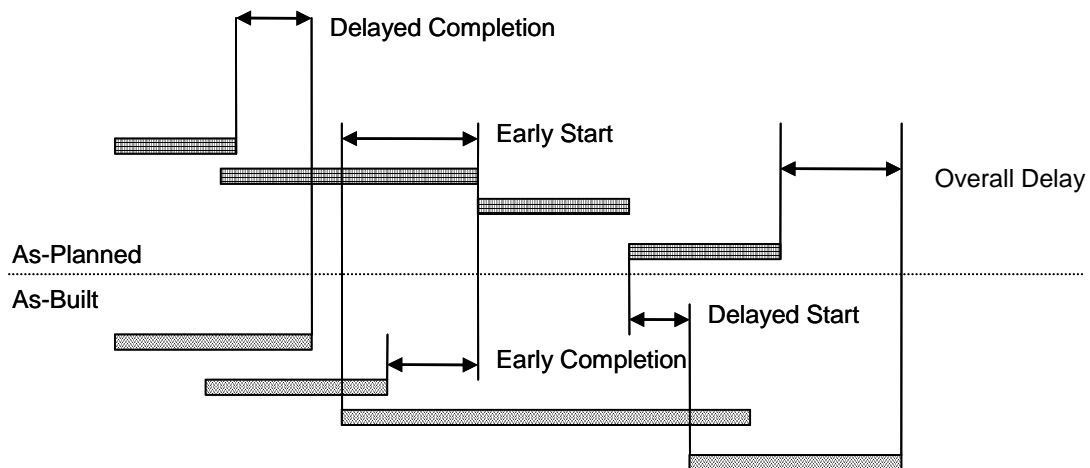 Delayed Completion
Early Start
Overall Delay
As-Planned
As-Built
Delayed Start
Early Completion